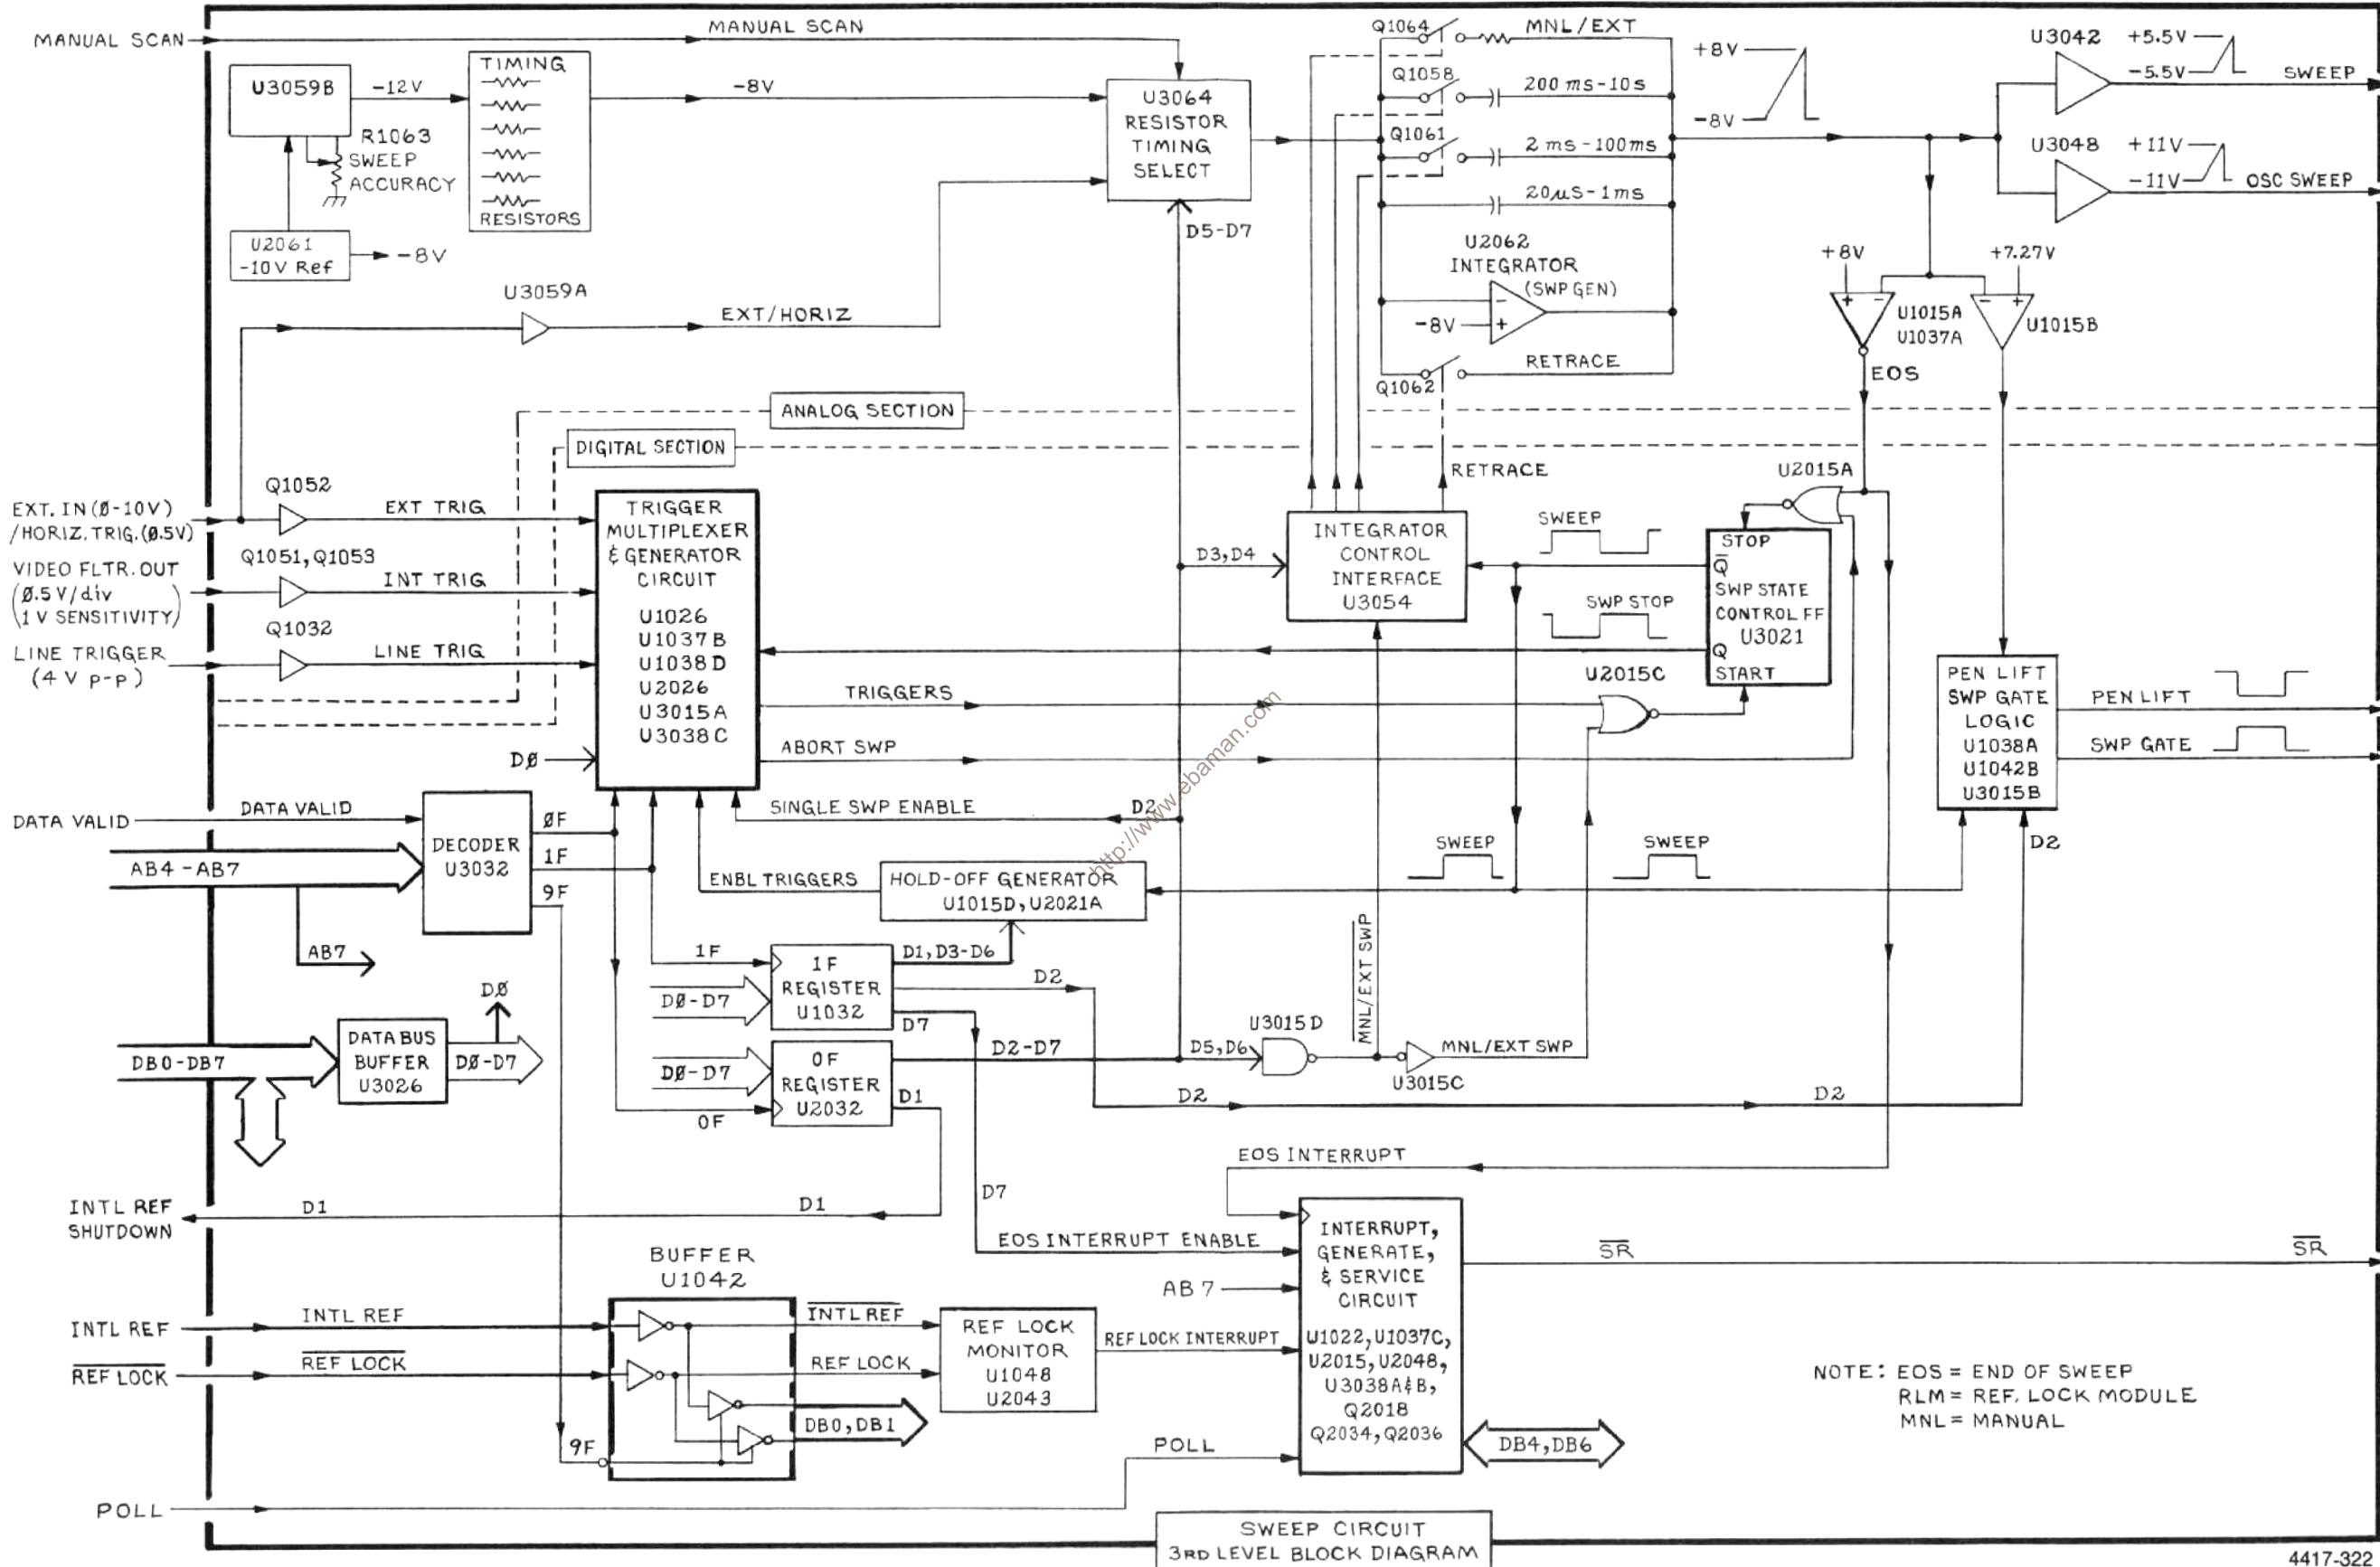 MANUAL SCAN
MANUAL SCAN
U3059B
-12V
R1063
SWEEP
ACCURACY
U2061
-10V Ref
-8V
TIMING
RESISTORS
-8V
U3064
RESISTOR
TIMING
SELECT
D5-D7
U3059A
EXT/HORIZ
Q1064
MNL/EXT
Q1058
200 ms-10s
Q1061
2 ms-100ms
20µS-1ms
U2062
INTEGRATOR
(SWP GEN)
-
-8V
+
RETRACE
Q1062
+8V
-8V
U3042
+5.5V
-5.5V
SWEEP
U3048
+11V
-11V
OSC SWEEP
+8V
+7.27V
+ -
- +
U1015A
U1037A
U1015B
EOS
ANALOG SECTION
DIGITAL SECTION
EXT. IN (Ø-10V)
/HORIZ. TRIG. (Ø.5V)
Q1052
EXT TRIG
VIDEO FLTR. OUT
(Ø.5 V/div
1 V SENSITIVITY)
Q1051, Q1053
INT TRIG
LINE TRIGGER
(4 V p-p)
Q1032
LINE TRIG
DØ
TRIGGER
MULTIPLEXER
& GENERATOR
CIRCUIT
U1026
U1037B
U1038D
U2026
U3015A
U3038C
RETRACE
D3, D4
INTEGRATOR
CONTROL
INTERFACE
U3054
SWEEP
SWP STOP
U2015A
STOP
Q̅
SWP STATE
CONTROL FF
U3021
Q
START
U2015C
TRIGGERS
ABORT SWP
PEN LIFT
SWP GATE
LOGIC
U1038A
U1042B
U3015B
PEN LIFT
SWP GATE
D2
SINGLE SWP ENABLE
D2
DATA VALID
DATA VALID
AB4-AB7
AB7
DECODER
U3032
ØF
1F
9F
ENBL TRIGGERS
HOLD-OFF GENERATOR
U1015D, U2021A
SWEEP
SWEEP
http://www.ebaman.com
1F
DØ-D7
1F
REGISTER
U1032
D1, D3-D6
D2
D7
DB0-DB7
DATA BUS
BUFFER
U3026
DØ
DØ-D7
DØ-D7
0F
OF
REGISTER
U2032
D2-D7
D1
D5, D6
U3015D
M̅N̅L̅/̅E̅X̅T̅ ̅S̅W̅P̅
U3015C
MNL/EXT SWP
D2
D2
EOS INTERRUPT
INTL REF
SHUTDOWN
D1
D1
D7
EOS INTERRUPT ENABLE
AB 7
BUFFER
U1042
INTL REF
INTL REF
I̅N̅T̅L̅ ̅R̅E̅F̅
R̅E̅F̅ ̅L̅O̅C̅K̅
R̅E̅F̅ ̅L̅O̅C̅K̅
REF LOCK
DB0, DB1
9F
REF LOCK
MONITOR
U1048
U2043
REF LOCK INTERRUPT
POLL
POLL
INTERRUPT,
GENERATE,
& SERVICE
CIRCUIT
U1022, U1037C,
U2015, U2048,
U3038A&B,
Q2018
Q2034, Q2036
S̅R̅
S̅R̅
DB4, DB6
NOTE: EOS = END OF SWEEP
RLM = REF. LOCK MODULE
MNL = MANUAL
SWEEP CIRCUIT
3RD LEVEL BLOCK DIAGRAM
4417-322